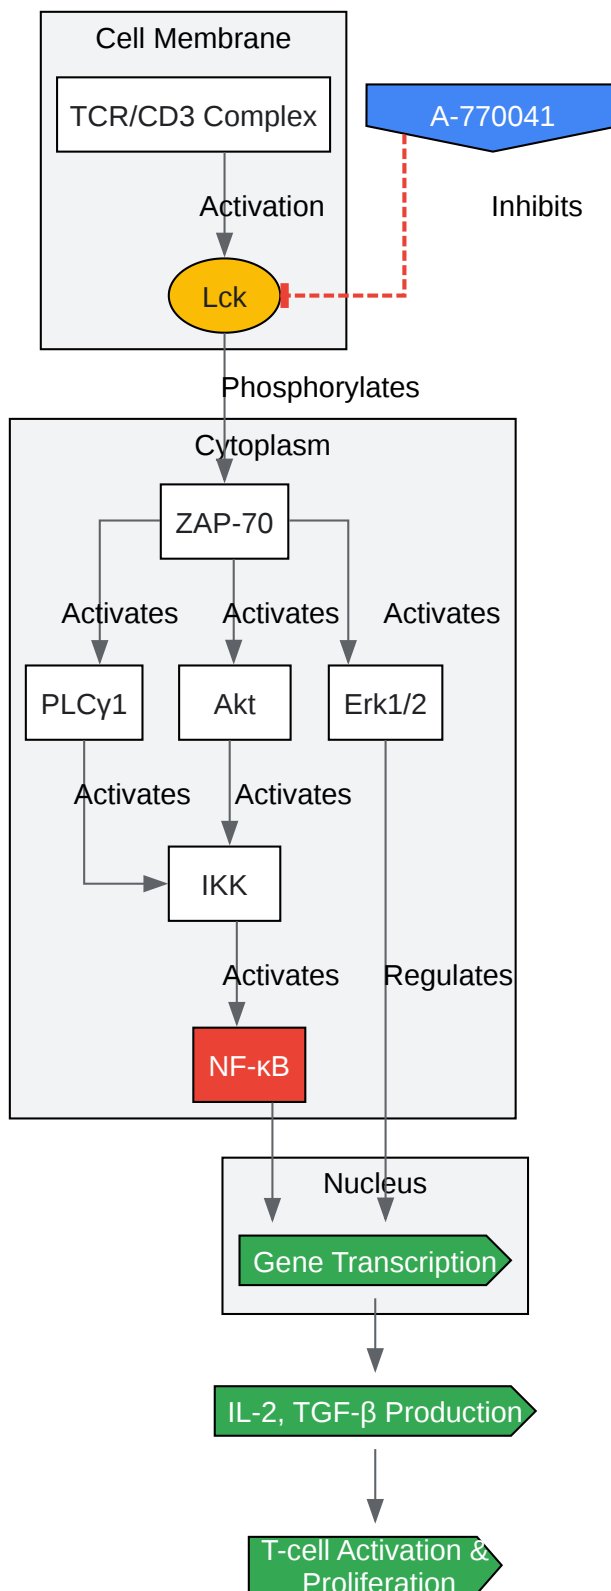 Cell Membrane
TCR/CD3 Complex
A-770041
Activation
Inhibits
Lck
Phosphorylates
Cytoplasm
ZAP-70
Activates
Activates
Activates
PLCγ1
Akt
Erk1/2
Activates
Activates
IKK
Activates
Regulates
NF-κB
Nucleus
Gene Transcription
IL-2, TGF-β Production
T-cell Activation &
Proliferation